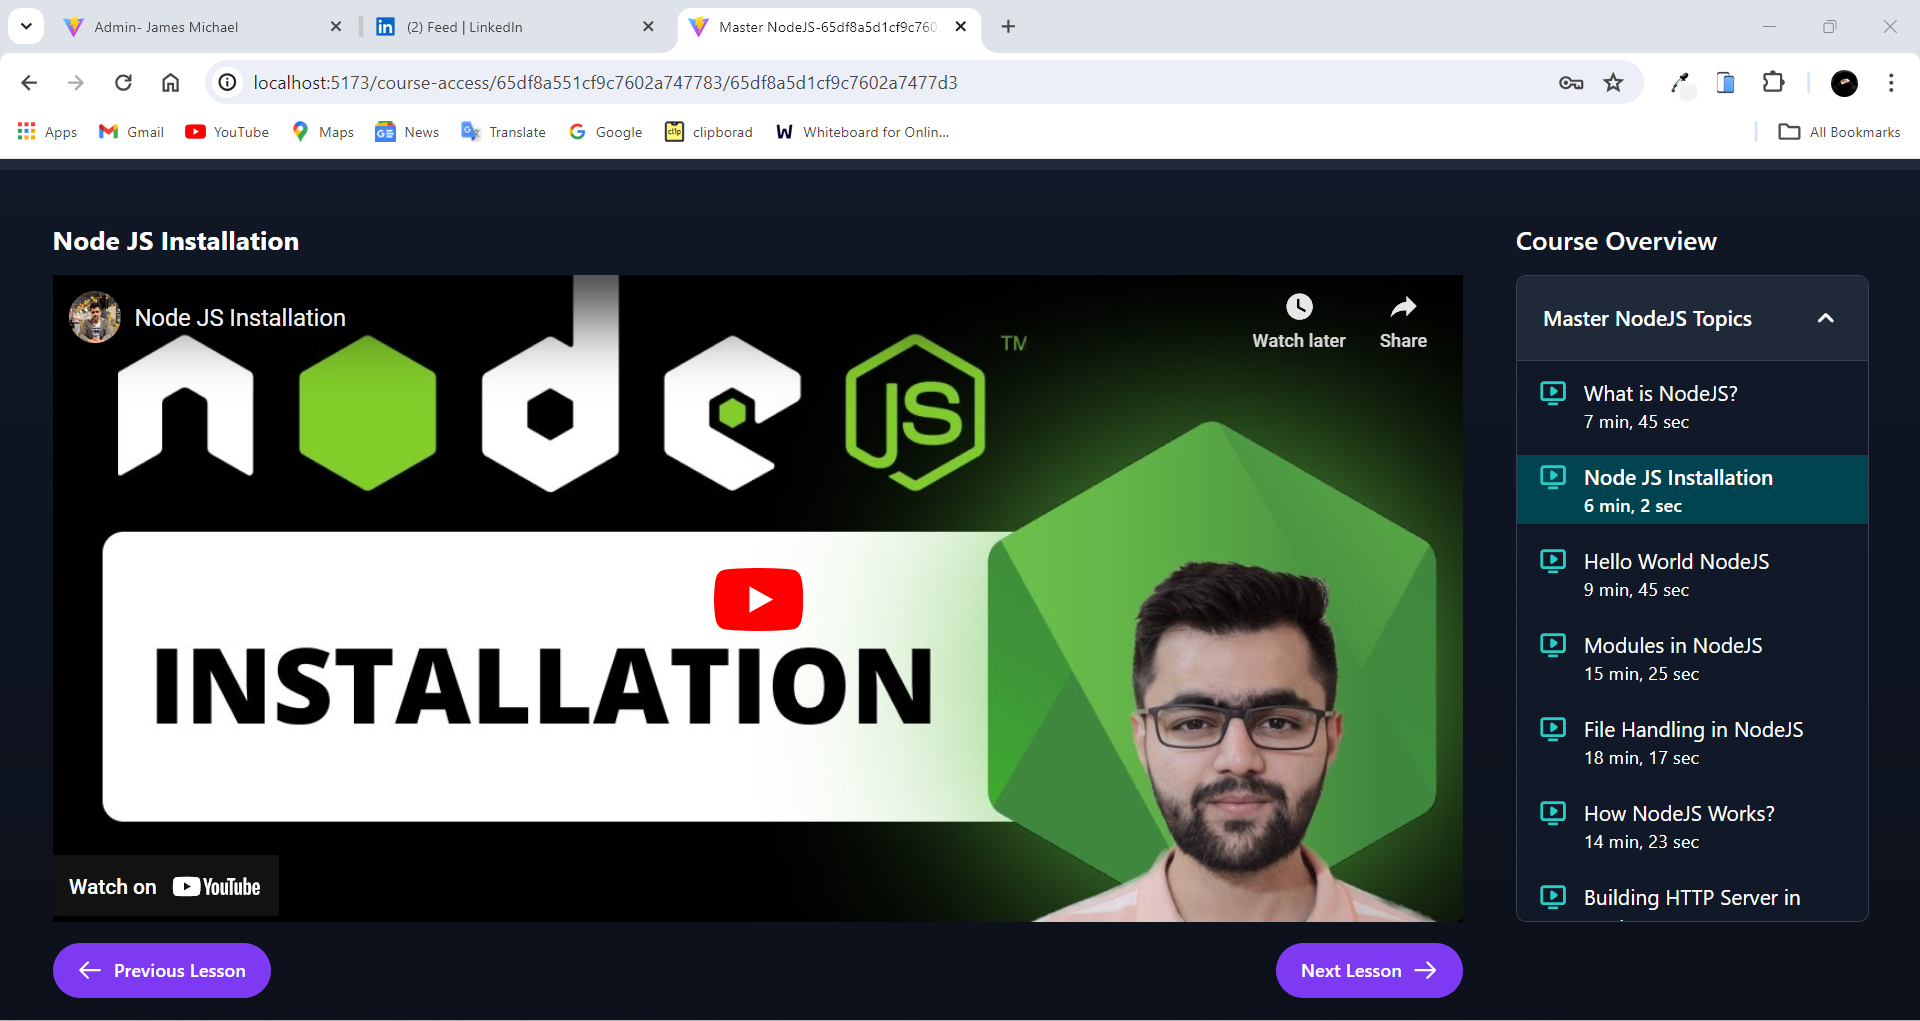 Admin- James Michael
(2) Feed | LinkedIn
Master NodeJS-65df8a5d1cf9c760
localhost:5173/course-access/65df8a551cf9c7602a747783/65df8a5d1cf9c7602a7477d3
Apps
Gmail
YouTube
Maps
News
Translate
Google
clipborad
Whiteboard for Onlin...
All Bookmarks
Node JS Installation
Node JS Installation
Watch later
Share
node JS TM
INSTALLATION
Watch on YouTube
Previous Lesson
Next Lesson
Course Overview
Master NodeJS Topics
What is NodeJS?
7 min, 45 sec
Node JS Installation
6 min, 2 sec
Hello World NodeJS
9 min, 45 sec
Modules in NodeJS
15 min, 25 sec
File Handling in NodeJS
18 min, 17 sec
How NodeJS Works?
14 min, 23 sec
Building HTTP Server in